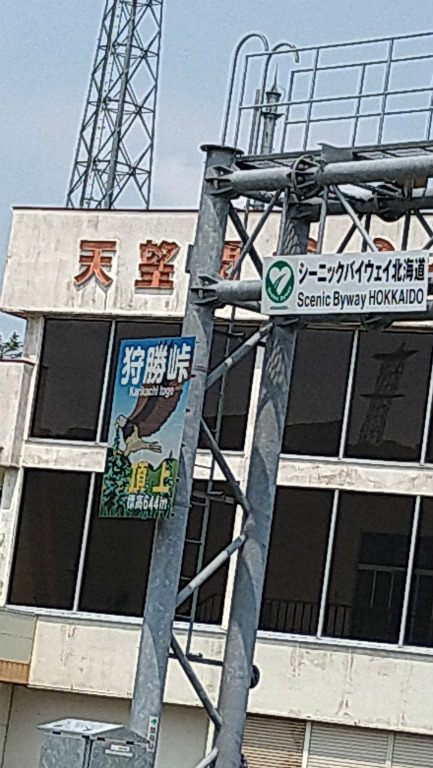 天望
シーニックバイウェイ北海道
Scenic Byway HOKKAIDO
狩勝峠
Karikachi toge
頂上
標高644m